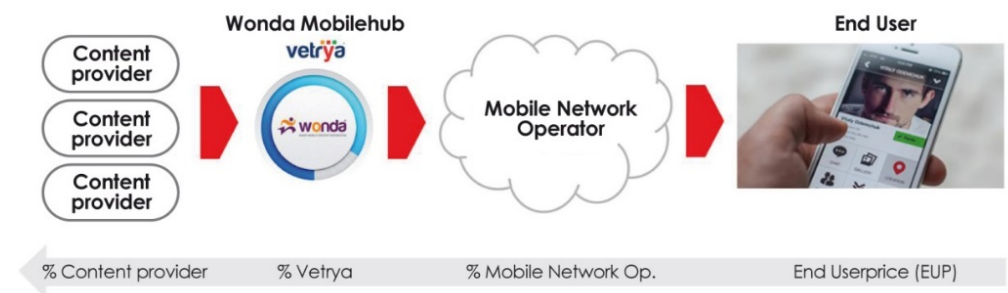 Wonda Mobilehub
End User
vetrya
Content
provider
Content
provider
Content
provider
wonda
Mobile Network
Operator
% Content provider
% Vetrya
% Mobile Network Op.
End Userprice (EUP)